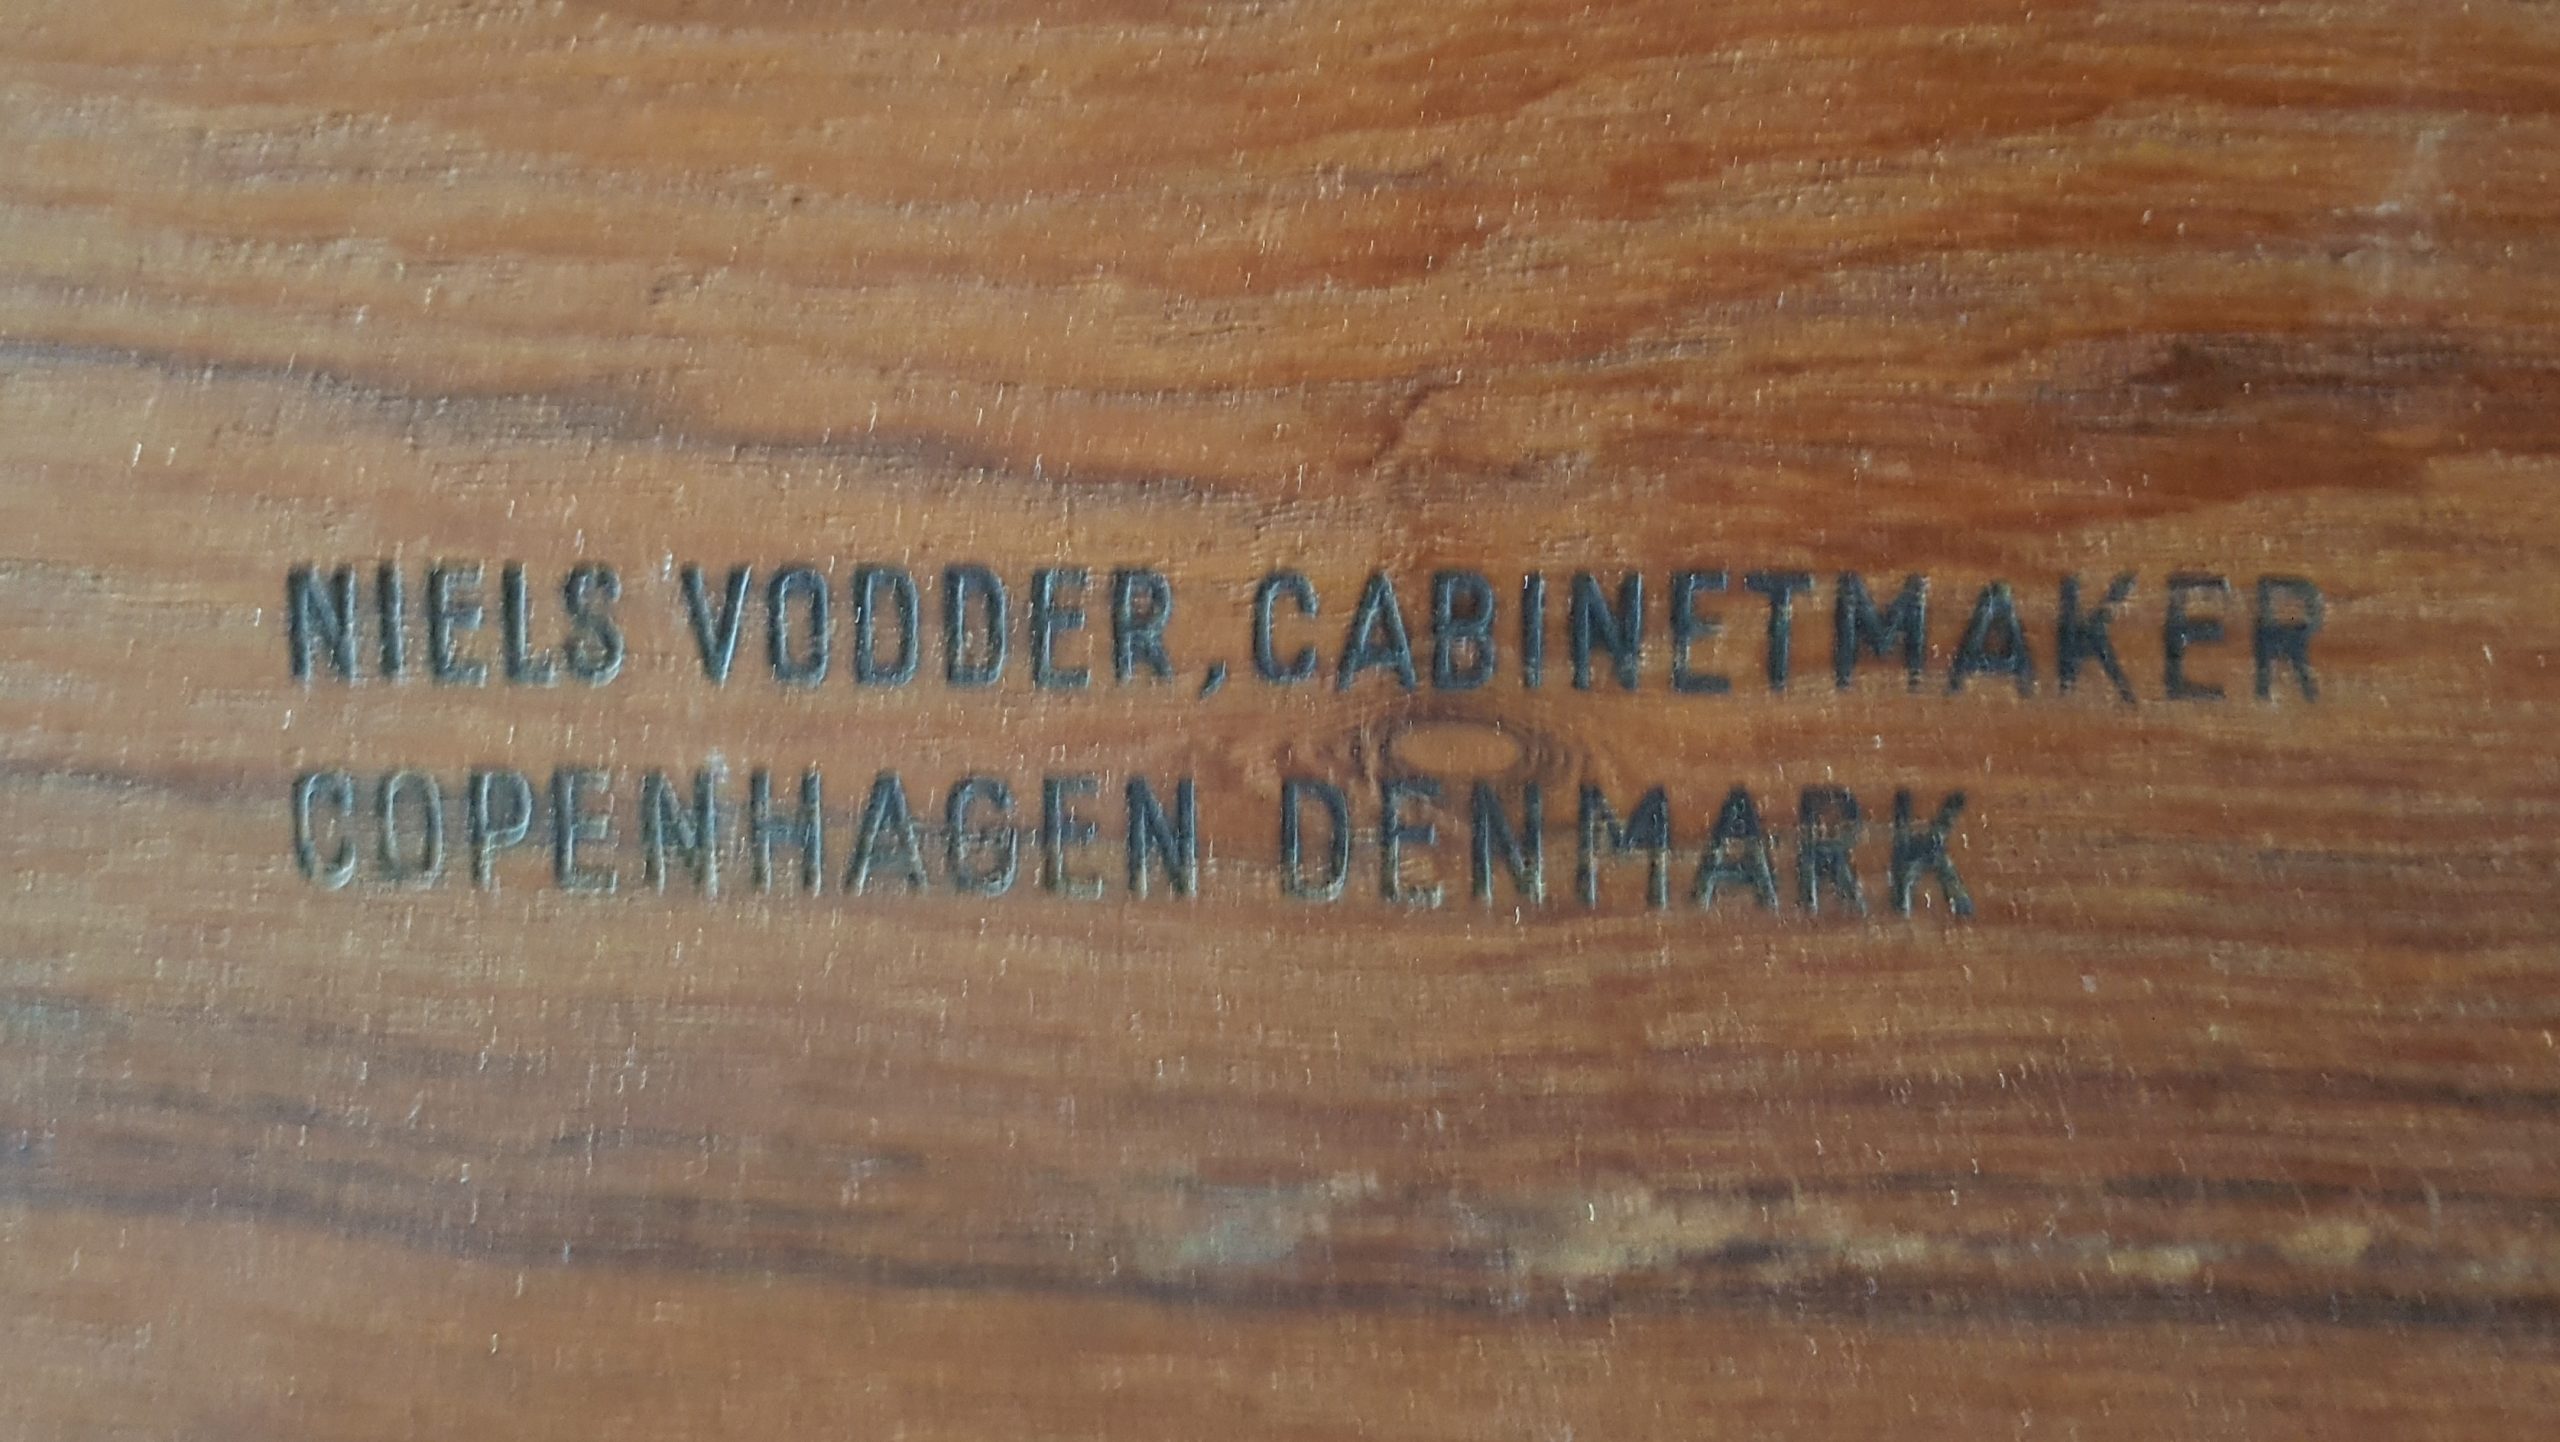 NIELS VODDER, CABINETMAKER
COPENHAGEN DENMARK